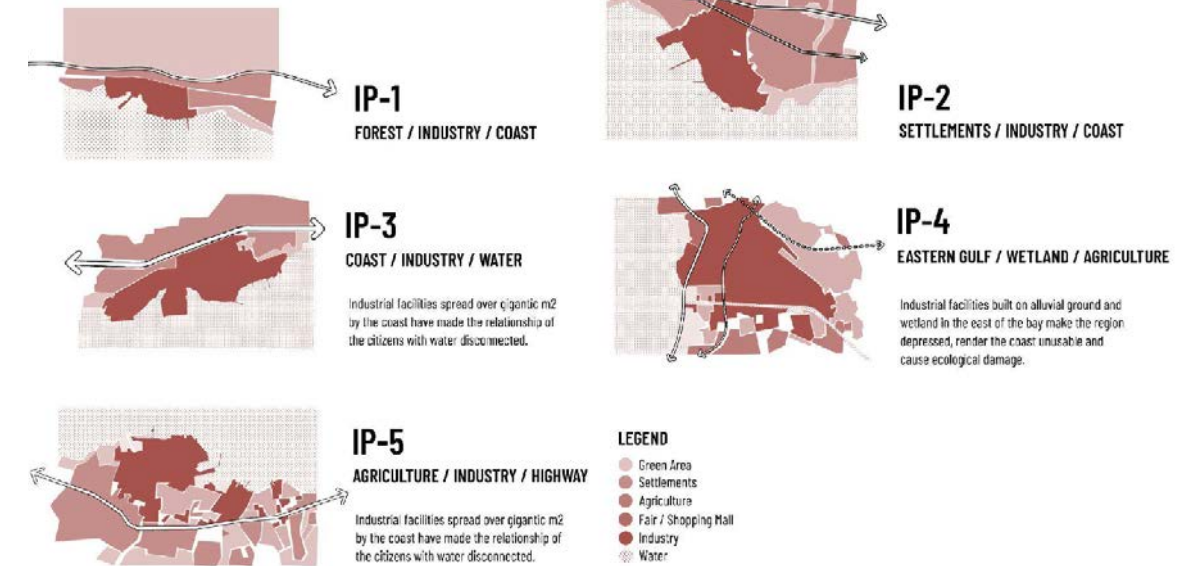 IP-1
FOREST / INDUSTRY / COAST
IP-2
SETTLEMENTS / INDUSTRY / COAST
IP-3
COAST / INDUSTRY / WATER
Industrial facilities spread over gigantic m2
by the coast have made the relationship of
the citizens with water disconnected.
IP-4
EASTERN GULF / WETLAND / AGRICULTURE
Industrial facilities built on alluvial ground and
wetland in the east of the bay make the region
depressed, render the coast unusable and
cause ecological damage.
IP-5
AGRICULTURE / INDUSTRY / HIGHWAY
Industrial facilities spread over gigantic m2
by the coast have made the relationship of
the citizens with water disconnected.
LEGEND
Green Area
Settlements
Agriculture
Fair / Shopping Mall
Industry
Water